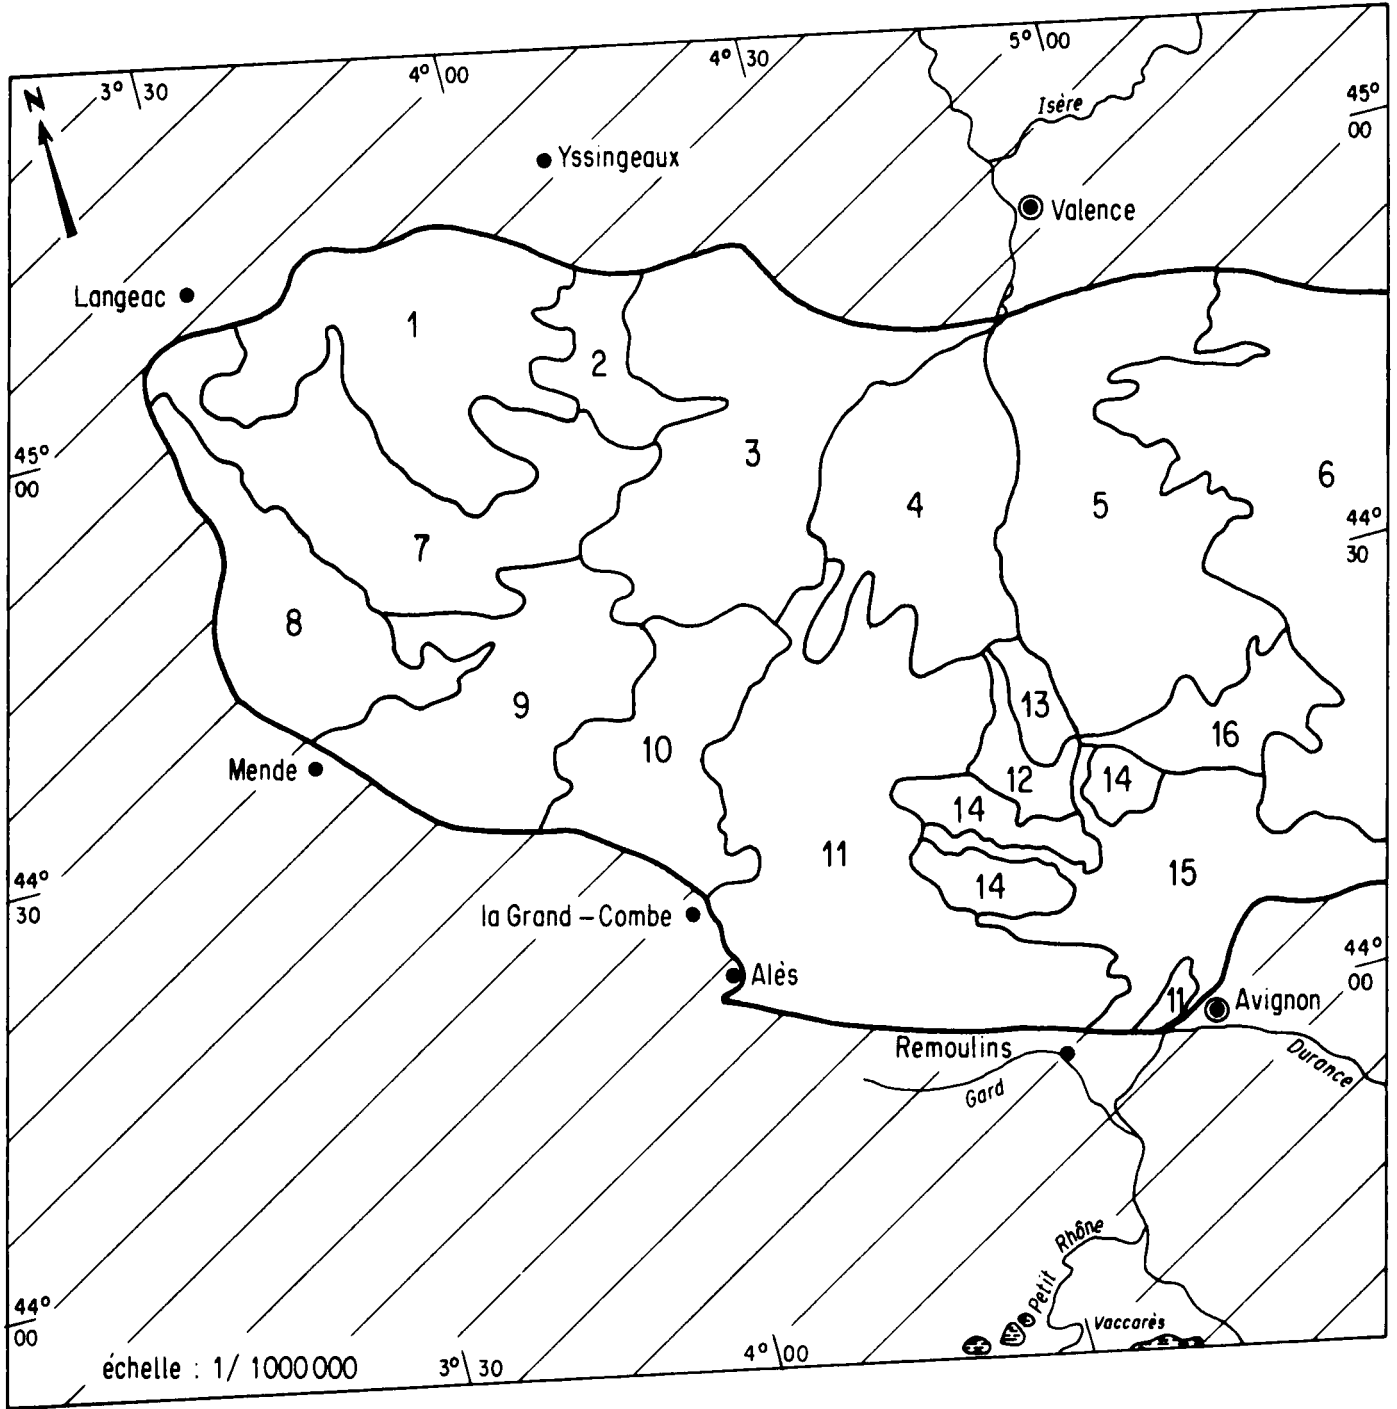 3° 30
4° 00
4° 30
5° 00
N
Isère
45°
00
Yssingeaux
Valence
Langeac
1
2
3
4
5
6
45°
00
44°
30
7
8
9
10
13
16
Mende
12
14
14
11
15
14
44°
30
la Grand-Combe
Alès
11
Avignon
44°
00
Remoulins
Gard
Durance
Petit Rhône
Vaccarès
44°
00
échelle : 1/ 1000 000
3° 30
4° 00